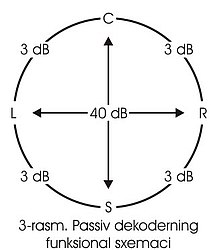 C
3 dB 3 dB
L 40 dB R
3 dB 3 dB
S
3-rasm. Passiv dekoderning
funksional sxemaci